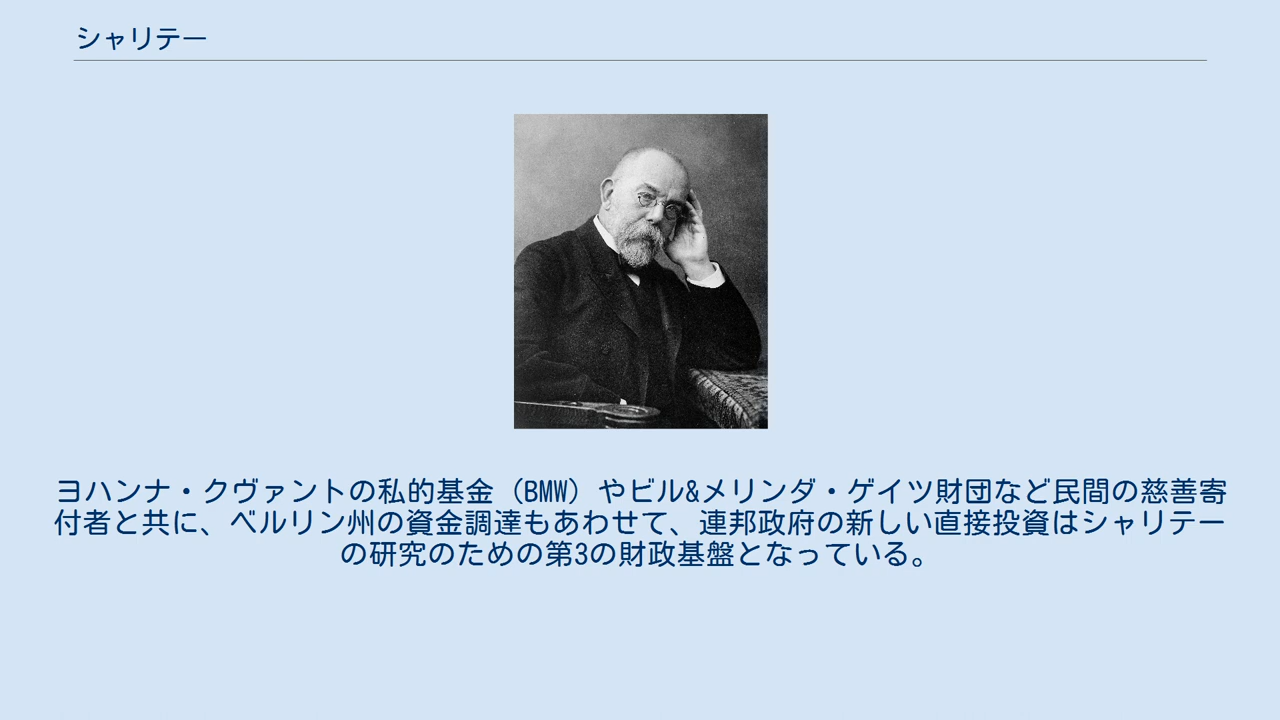 シャリテー
ヨハンナ・クヴァントの私的基金（BMW）やビル&メリンダ・ゲイツ財団など民間の慈善寄
付者と共に、ベルリン州の資金調達もあわせて、連邦政府の新しい直接投資はシャリテー
の研究のための第3の財政基盤となっている。